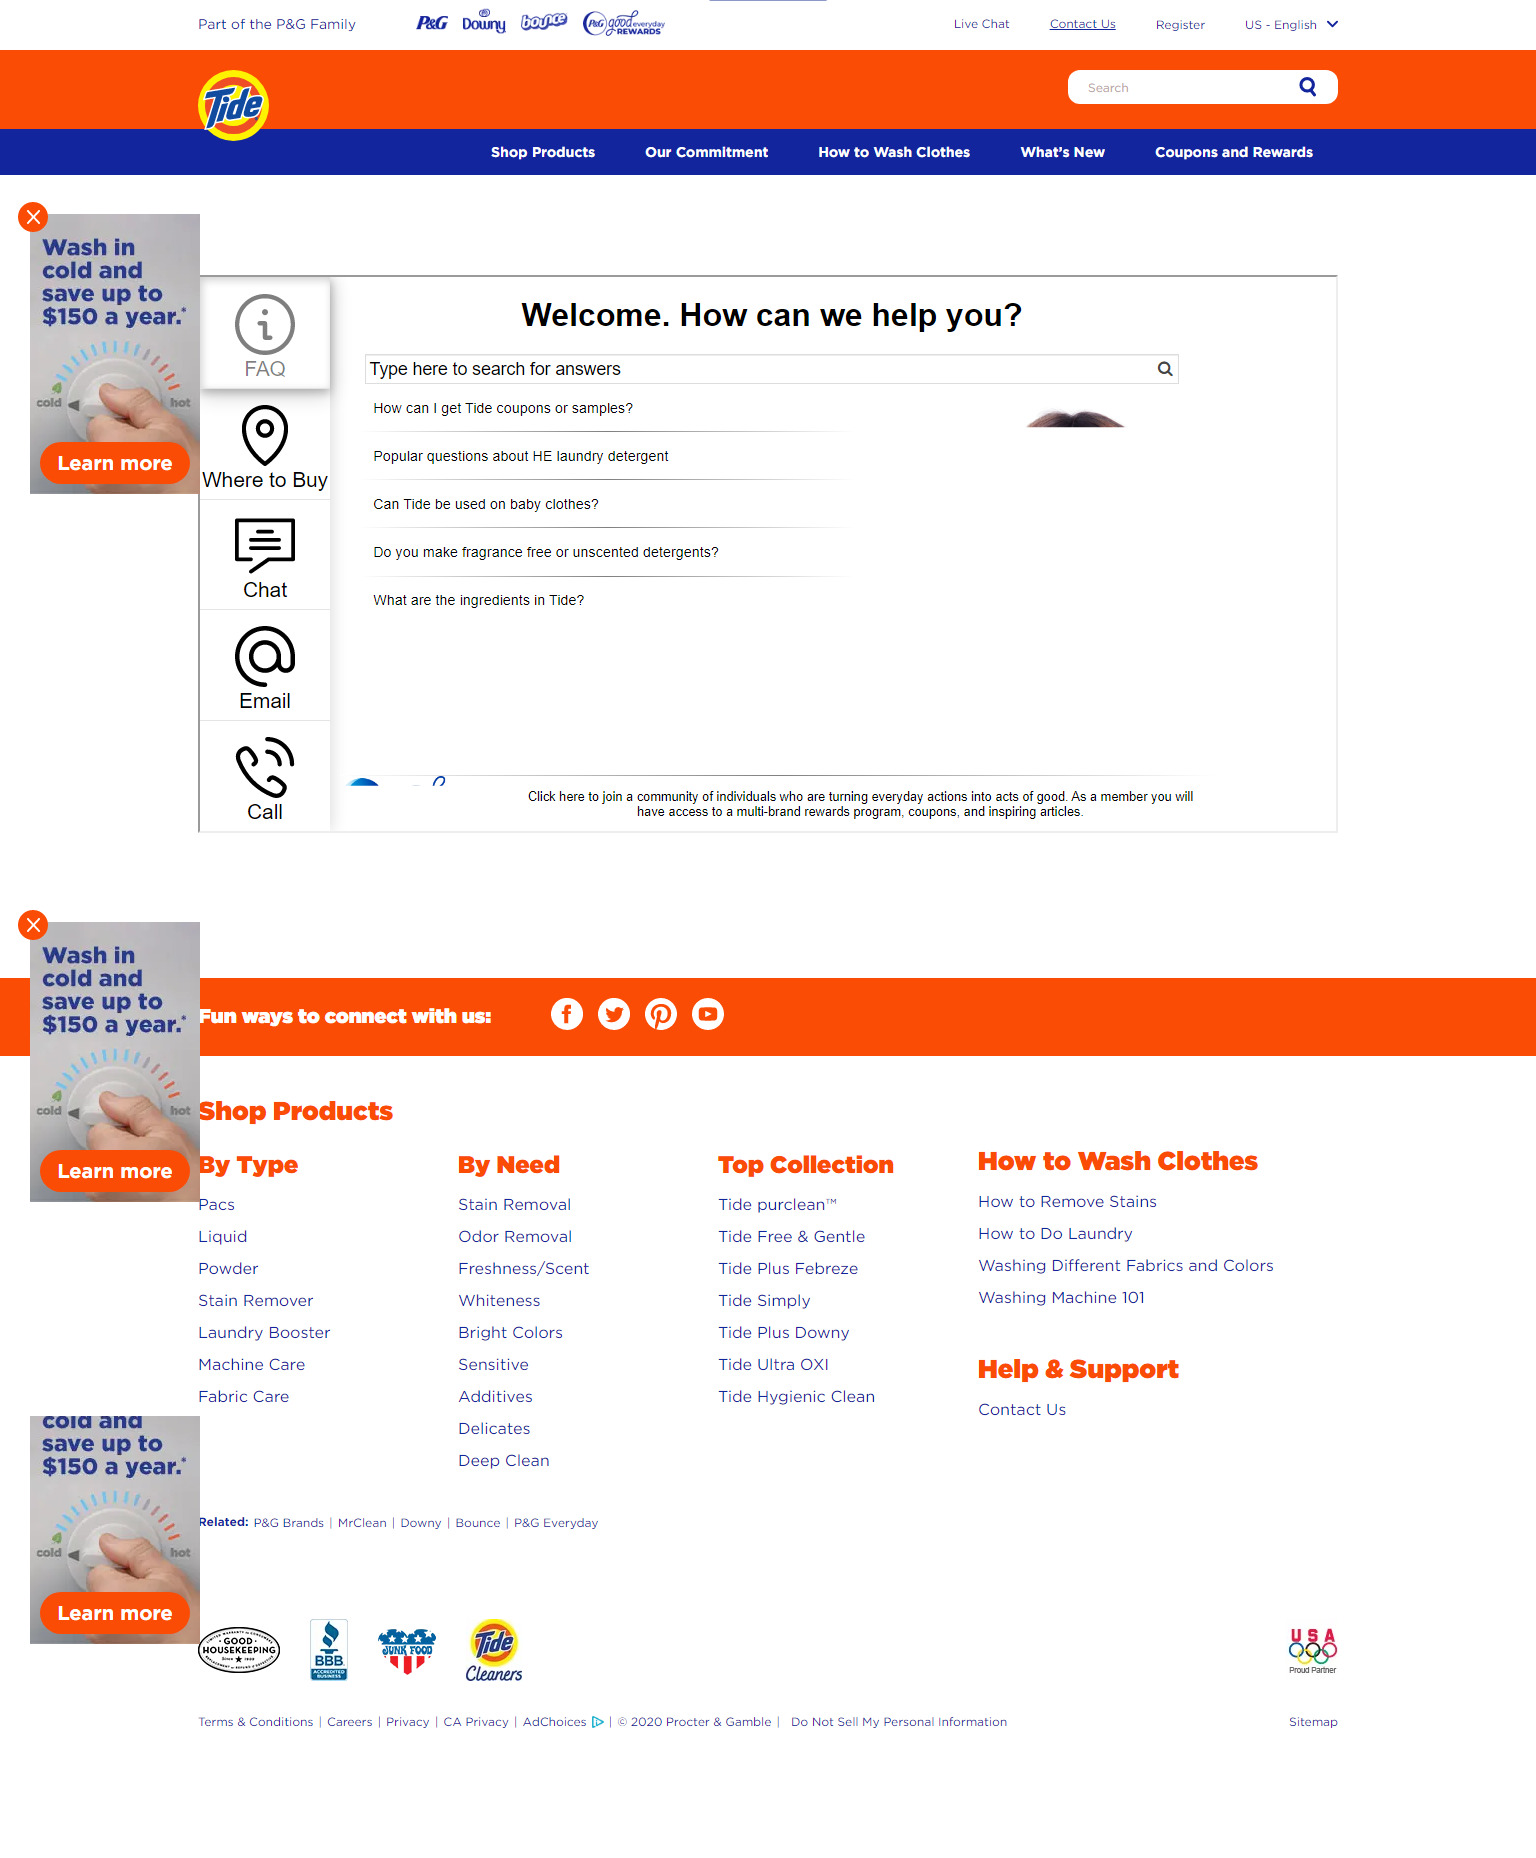 Part of the P&G Family
P&G
Downy
bounce
P&G good everyday REWARDS
Live Chat
Contact Us
Register
US - English
Tide
Search
Shop Products
Our Commitment
How to Wash Clothes
What's New
Coupons and Rewards
Wash in
cold and
save up to
$150 a year.*
cold
hot
Learn more
FAQ
Where to Buy
Chat
Email
Call
Welcome. How can we help you?
Type here to search for answers
How can I get Tide coupons or samples?
Popular questions about HE laundry detergent
Can Tide be used on baby clothes?
Do you make fragrance free or unscented detergents?
What are the ingredients in Tide?
Click here to join a community of individuals who are turning everyday actions into acts of good. As a member you will
have access to a multi-brand rewards program, coupons, and inspiring articles.
Wash in
cold and
save up to
$150 a year.*
cold
hot
Learn more
Fun ways to connect with us:
Shop Products
By Type
Pacs
Liquid
Powder
Stain Remover
Laundry Booster
Machine Care
Fabric Care
By Need
Stain Removal
Odor Removal
Freshness/Scent
Whiteness
Bright Colors
Sensitive
Additives
Delicates
Deep Clean
Top Collection
Tide purclean™
Tide Free & Gentle
Tide Plus Febreze
Tide Simply
Tide Plus Downy
Tide Ultra OXI
Tide Hygienic Clean
How to Wash Clothes
How to Remove Stains
How to Do Laundry
Washing Different Fabrics and Colors
Washing Machine 101
Help & Support
Contact Us
cold and
save up to
$150 a year.*
cold
hot
Learn more
Related: P&G Brands | MrClean | Downy | Bounce | P&G Everyday
GOOD
HOUSEKEEPING
SINCE 1909
BBB
ACCREDITED
BUSINESS
JUNK FOOD
Tide
Cleaners
USA
Proud Partner
Terms & Conditions | Careers | Privacy | CA Privacy | AdChoices | © 2020 Procter & Gamble | Do Not Sell My Personal Information
Sitemap